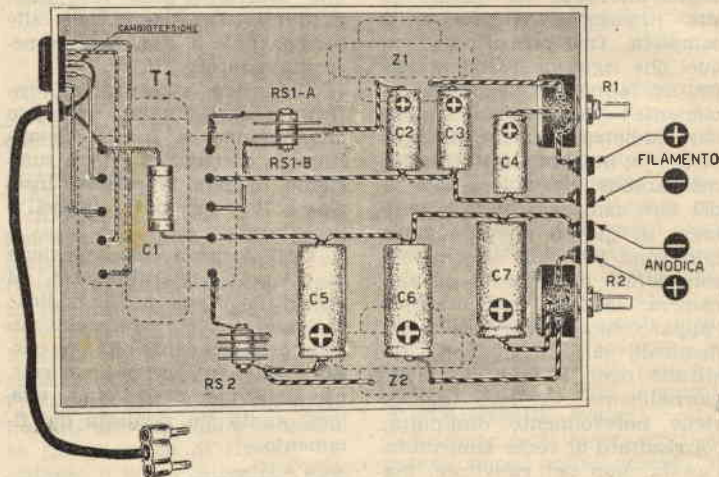 CAMBIOTENSIONE
T1
Z1
RS1-A
RS1-B
C2
C3
C4
R1
+
FILAMENTO
-
-
ANODICA
+
C1
C5
+
C6
+
C7
+
R2
RS2
Z2
+
+
+